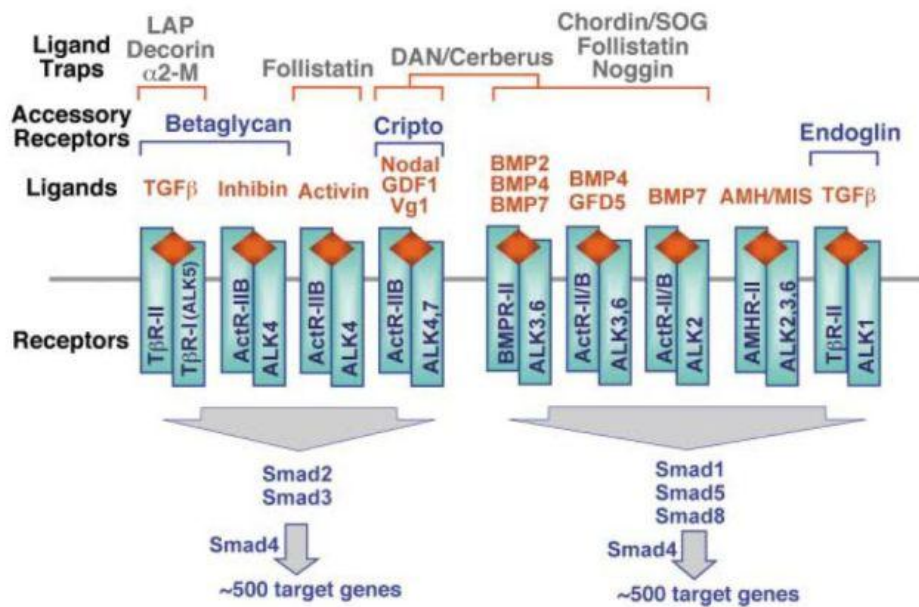 Ligand
Traps
LAP
Decorin
α2-M
Follistatin
DAN/Cerberus
Chordin/SOG
Follistatin
Noggin
Accessory
Receptors
Betaglycan
Cripto
Endoglin
Ligands
TGFβ
Inhibin
Activin
Nodal
GDF1
Vg1
BMP2
BMP4
BMP7
BMP4
GFD5
BMP7
AMH/MIS
TGFβ
Receptors
TβR-II
TβR-I (ALK5)
ActR-IIB
ALK4
ActR-IIB
ALK4
ActR-IIB
ALK4,7
BMPR-II
ALK3,6
ActR-II/B
ALK3,6
ActR-II/B
ALK2
AMHR-II
ALK2,3,6
TβR-II
ALK1
Smad2
Smad3
Smad4
~500 target genes
Smad1
Smad5
Smad8
Smad4
~500 target genes